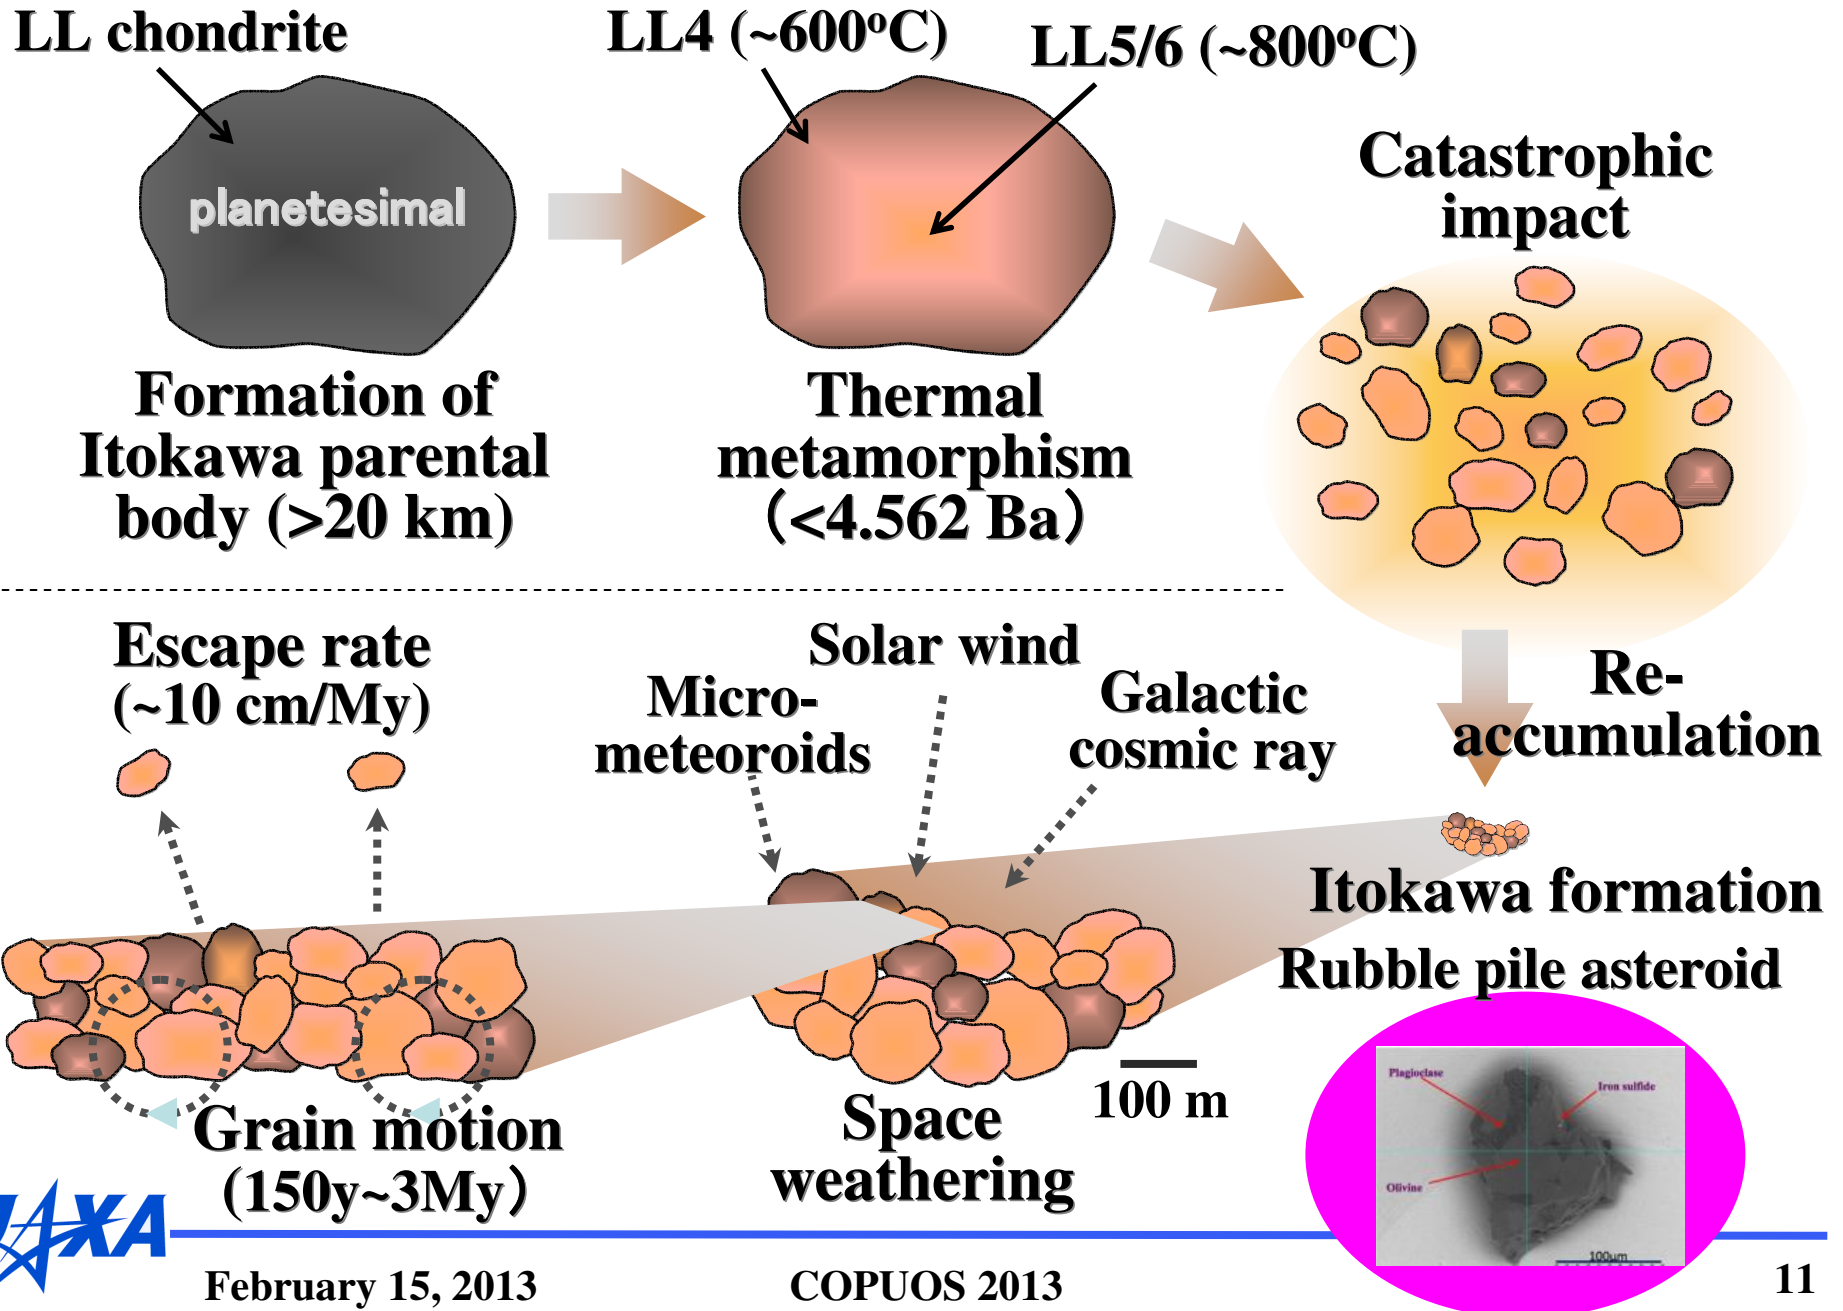 LL chondrite
LL4 (~600°C)
LL5/6 (~800°C)
planetesimal
Catastrophic
impact
Formation of
Itokawa parental
body (>20 km)
Thermal
metamorphism
(<4.562 Ba)
Escape rate
(~10 cm/My)
Micro-
meteoroids
Solar wind
Galactic
cosmic ray
Re-
accumulation
Itokawa formation
Rubble pile asteroid
Grain motion
(150y~3My)
Space
weathering
100 m
Plagioclase
Iron sulfide
Olivine
100μm
JAXA
February 15, 2013
COPUOS 2013
11